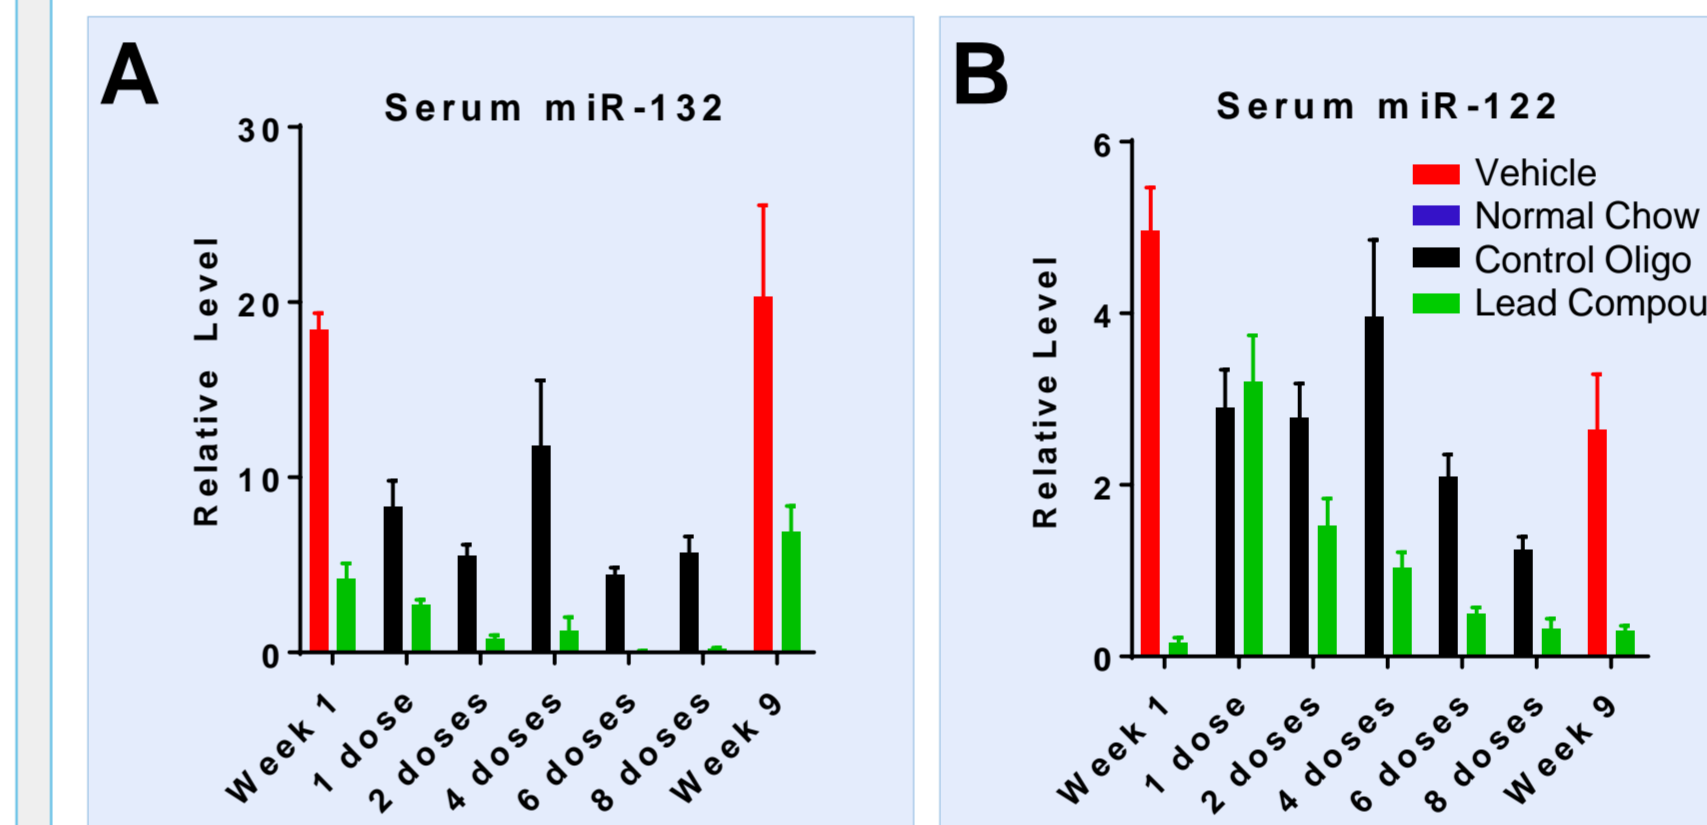 A
Serum miR-132
Relative Level
30
20
10
0
Week 1
1 dose
2 doses
4 doses
6 doses
8 doses
Week 9
B
Serum miR-122
Relative Level
6
4
2
0
Vehicle
Normal Chow
Control Oligo
Lead Compou
Week 1
1 dose
2 doses
4 doses
6 doses
8 doses
Week 9